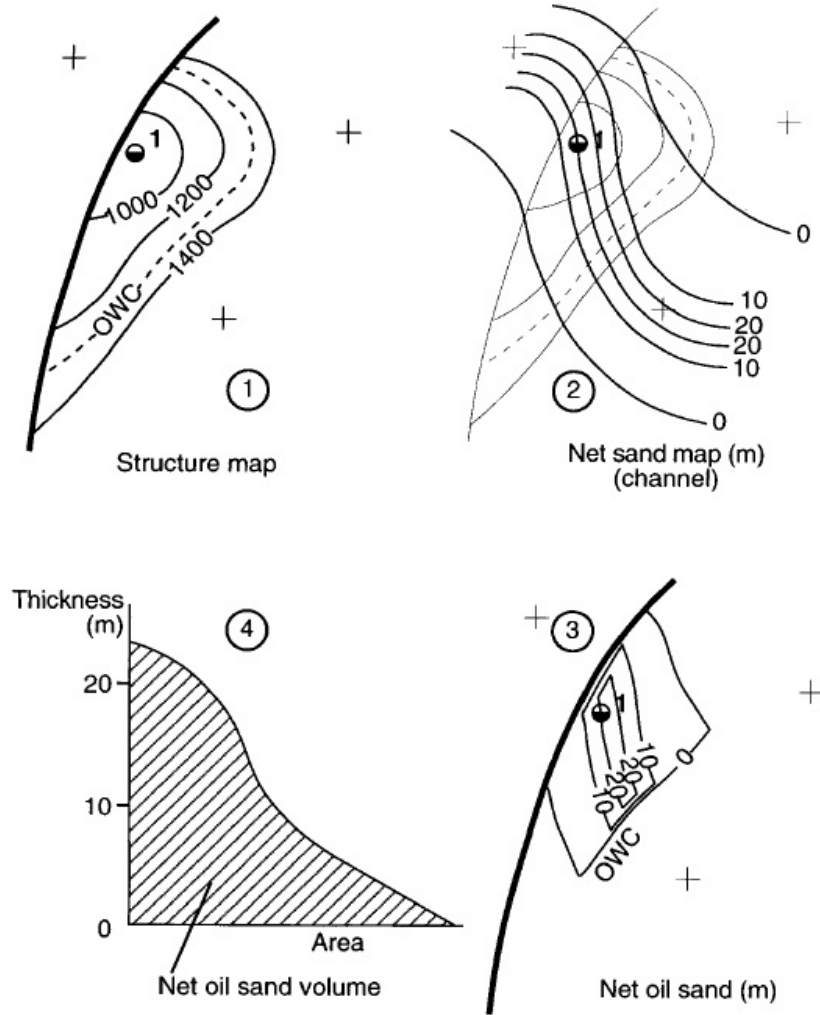 1
1000
1200
OWC
1400
1
Structure map
1
0
10
20
20
10
0
2
Net sand map (m)
(channel)
Thickness
(m)
4
20
10
0
Area
Net oil sand volume
3
1
10
20
20
10
0
OWC
Net oil sand (m)